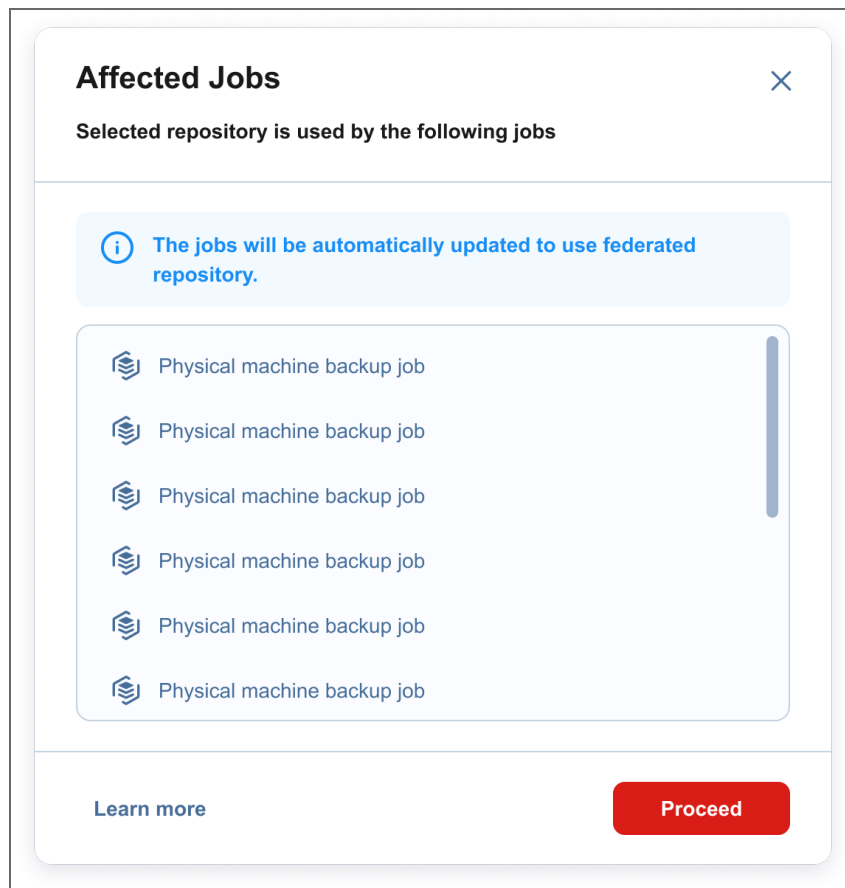 Affected Jobs
Selected repository is used by the following jobs
The jobs will be automatically updated to use federated
repository.
Physical machine backup job
Physical machine backup job
Physical machine backup job
Physical machine backup job
Physical machine backup job
Physical machine backup job
Learn more
Proceed